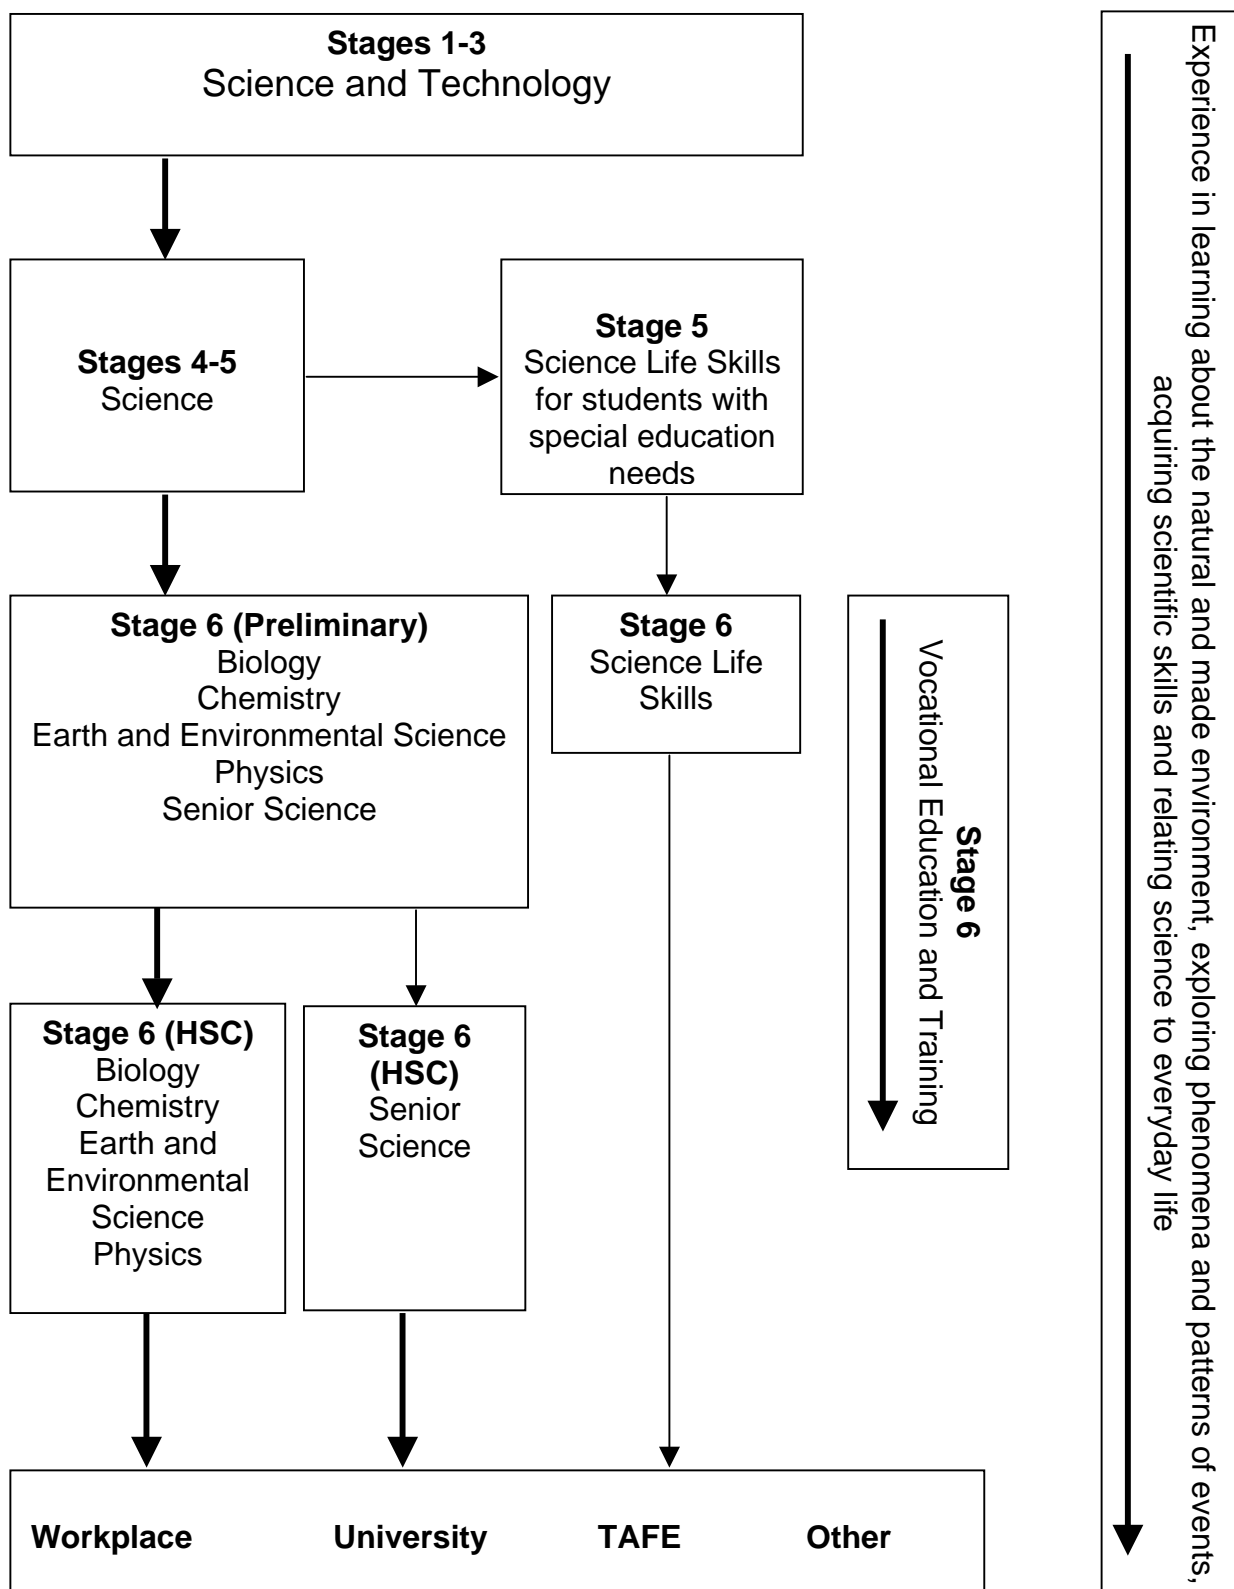 Stages 1-3
Science and Technology
Stages 4-5
Science
Stage 5
Science Life Skills
for students with
special education
needs
Stage 6 (Preliminary)
Biology
Chemistry
Earth and Environmental Science
Physics
Senior Science
Stage 6
Science Life
Skills
Stage 6 (HSC)
Biology
Chemistry
Earth and
Environmental
Science
Physics
Stage 6
(HSC)
Senior
Science
Stage 6
Vocational Education and Training
Workplace University TAFE Other
Experience in learning about the natural and made environment, exploring phenomena and patterns of events,
acquiring scientific skills and relating science to everyday life